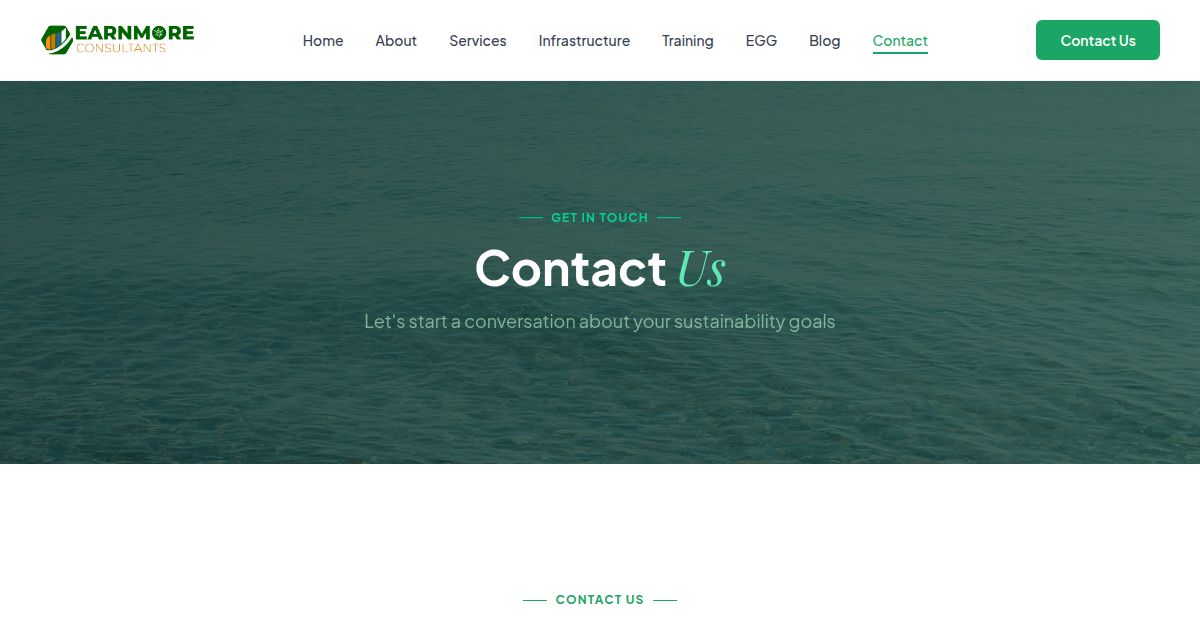 EARNMORE
CONSULTANTS
Home
About
Services
Infrastructure
Training
EGG
Blog
Contact
Contact Us
GET IN TOUCH
Contact Us
Let's start a conversation about your sustainability goals
CONTACT US